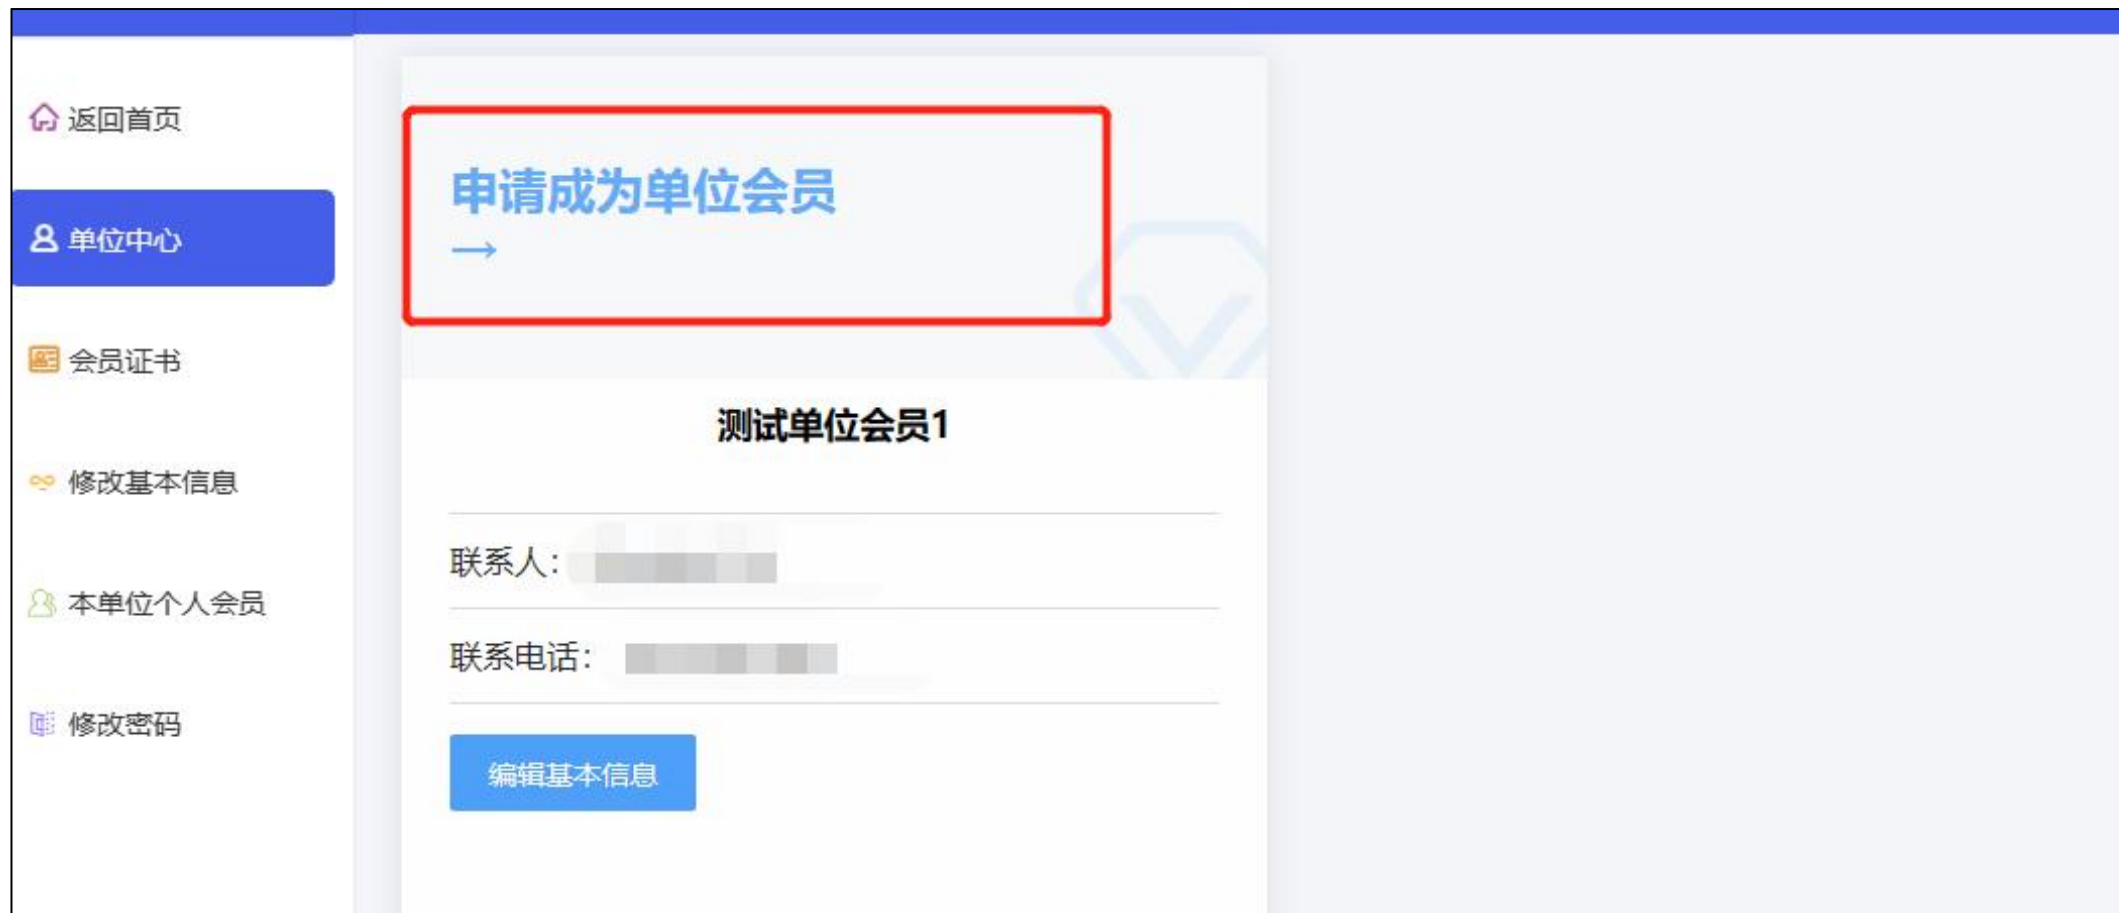 返回首页
单位中心
会员证书
修改基本信息
本单位个人会员
修改密码
申请成为单位会员
→
测试单位会员1
联系人：
联系电话：
编辑基本信息